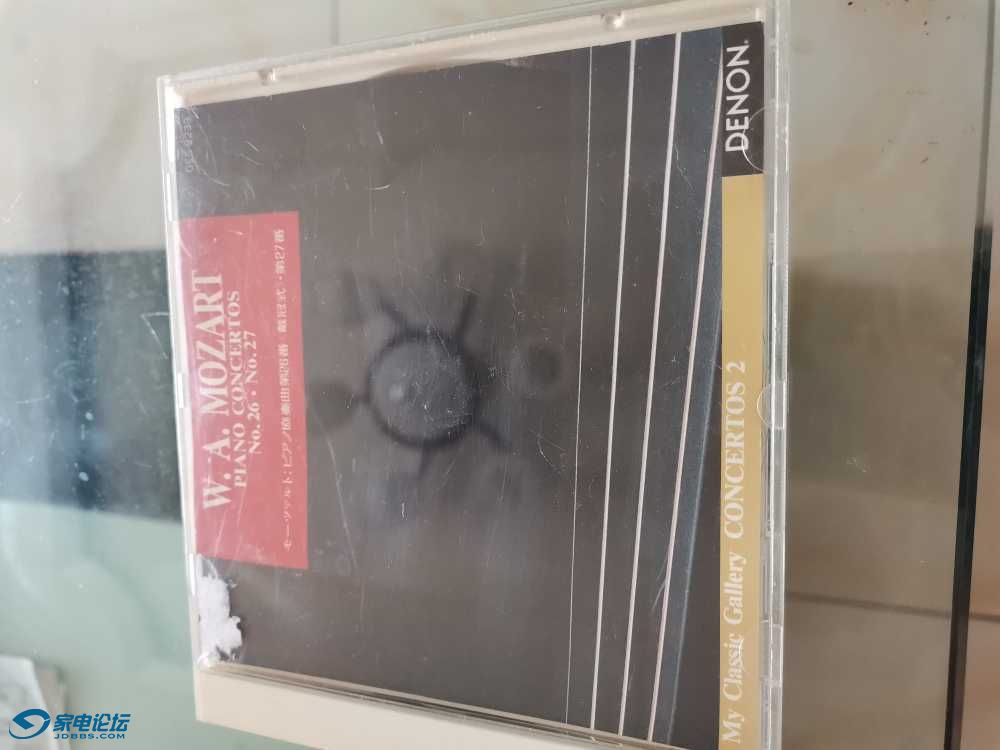 W. A. MOZART
PIANO CONCERTOS
No.26・No.27
モーツァルト:ピアノ協奏曲第26番 戴冠式・第27番
DENON
My Classic Gallery CONCERTOS 2
家电论坛
JDBBS.COM